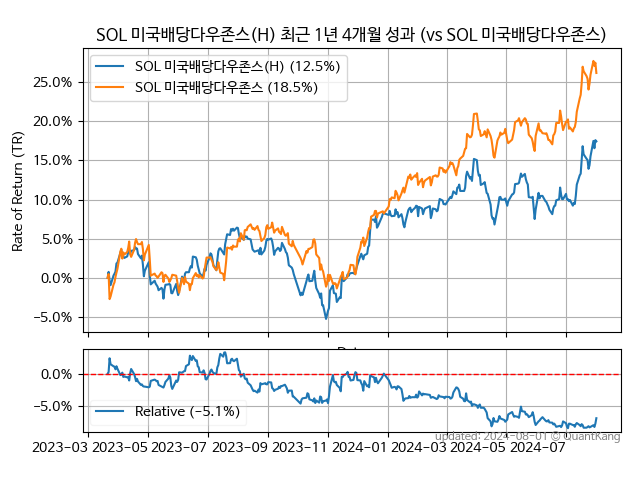 SOL 미국배당다우존스(H) 최근 1년 4개월 성과 (vs SOL 미국배당다우존스)
SOL 미국배당다우존스(H) (12.5%)
SOL 미국배당다우존스 (18.5%)
Rate of Return (TR)
25.0%
20.0%
15.0%
10.0%
5.0%
0.0%
−5.0%
0.0%
−5.0%
Relative (−5.1%)
updated: 2024-08-01 © QuantKang
2023-03 2023-05 2023-07 2023-09 2023-11 2024-01 2024-03 2024-05 2024-07